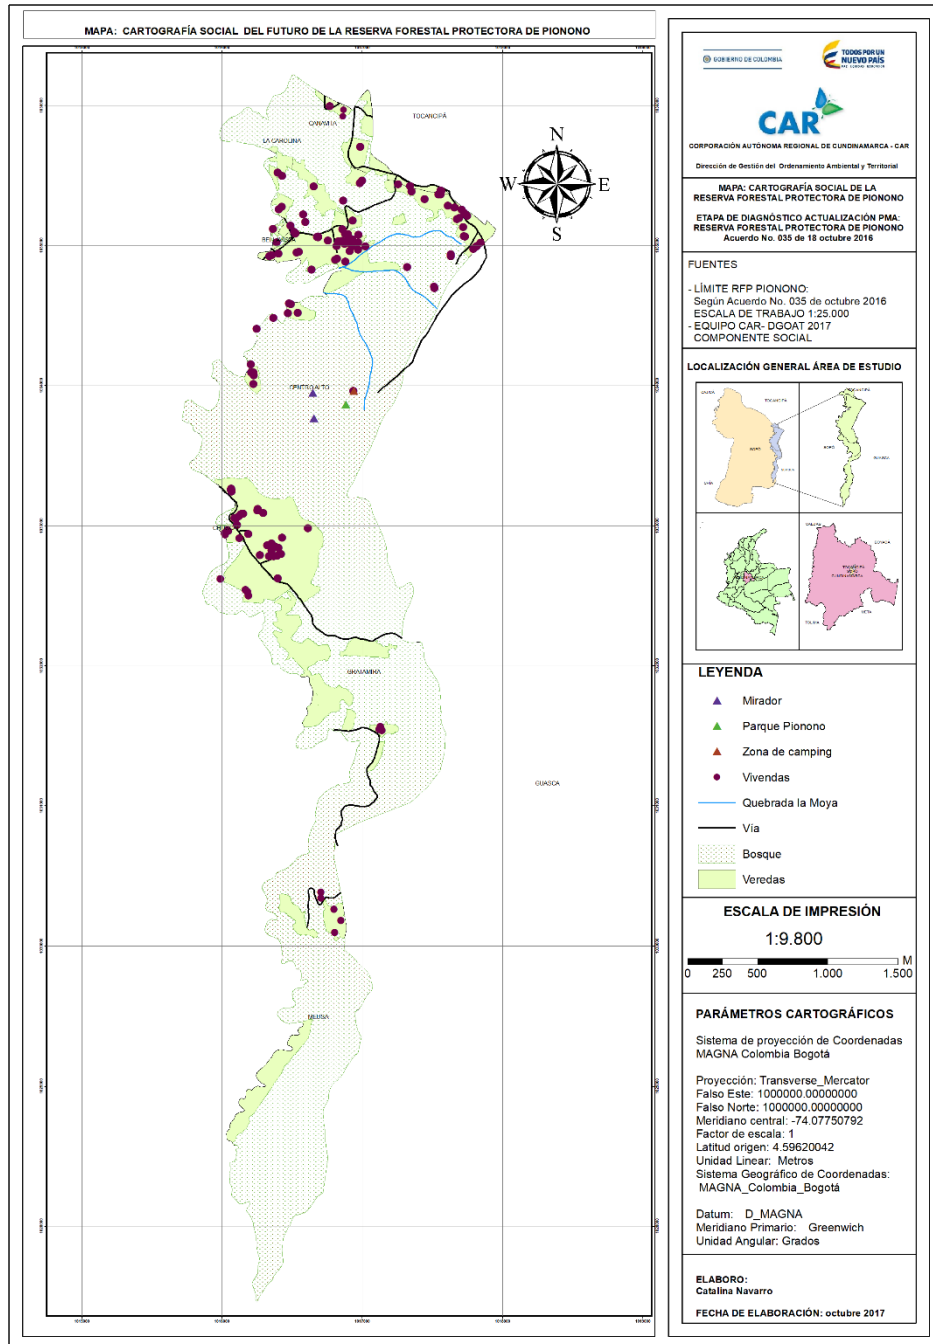 MAPA: CARTOGRAFÍA SOCIAL DEL FUTURO DE LA RESERVA FORESTAL PROTECTORA DE PIONONO
CANAVITA
TOCANCIPÁ
LA CAROLINA
N
W
E
S
CENTRO ALTO
GUASCA
MEUSA
GOBIERNO DE COLOMBIA
TODOS POR UN
NUEVO PAÍS
PAZ EQUIDAD EDUCACIÓN
CAR
CORPORACIÓN AUTÓNOMA REGIONAL DE CUNDINAMARCA - CAR
Dirección de Gestión del Ordenamiento Ambiental y Territorial
MAPA: CARTOGRAFÍA SOCIAL DE LA
RESERVA FORESTAL PROTECTORA DE PIONONO
ETAPA DE DIAGNÓSTICO ACTUALIZACIÓN PMA:
RESERVA FORESTAL PROTECTORA DE PIONONO
Acuerdo No. 035 de 18 octubre 2016
FUENTES
- LÍMITE RFP PIONONO:
Según Acuerdo No. 035 de octubre 2016
ESCALA DE TRABAJO 1:25.000
- EQUIPO CAR- DGOAT 2017
COMPONENTE SOCIAL
LOCALIZACIÓN GENERAL ÁREA DE ESTUDIO
LEYENDA
Mirador
Parque Pionono
Zona de camping
Vivendas
Quebrada la Moya
Vía
Bosque
Veredas
ESCALA DE IMPRESIÓN
1:9.800
M
0 250 500 1.000 1.500
PARÁMETROS CARTOGRÁFICOS
Sistema de proyección de Coordenadas
MAGNA Colombia Bogotá
Proyección: Transverse_Mercator
Falso Este: 1000000.00000000
Falso Norte: 1000000.00000000
Meridiano central: -74.07750792
Factor de escala: 1
Latitud origen: 4.59620042
Unidad Linear: Metros
Sistema Geográfico de Coordenadas:
MAGNA_Colombia_Bogotá
Datum: D_MAGNA
Meridiano Primario: Greenwich
Unidad Angular: Grados
ELABORO:
Catalina Navarro
FECHA DE ELABORACIÓN: octubre 2017